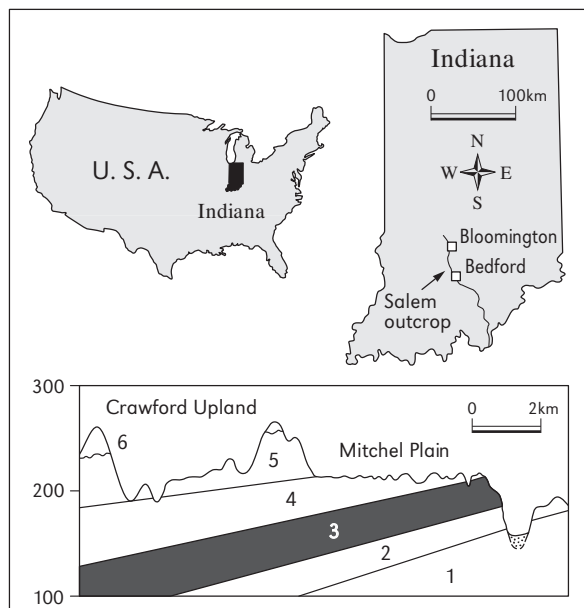 U. S. A.
Indiana
Indiana
0 100km
N
W E
S
Bloomington
Bedford
Salem
outcrop
300
200
100
Crawford Upland
0 2km
Mitchel Plain
6
5
4
3
2
1